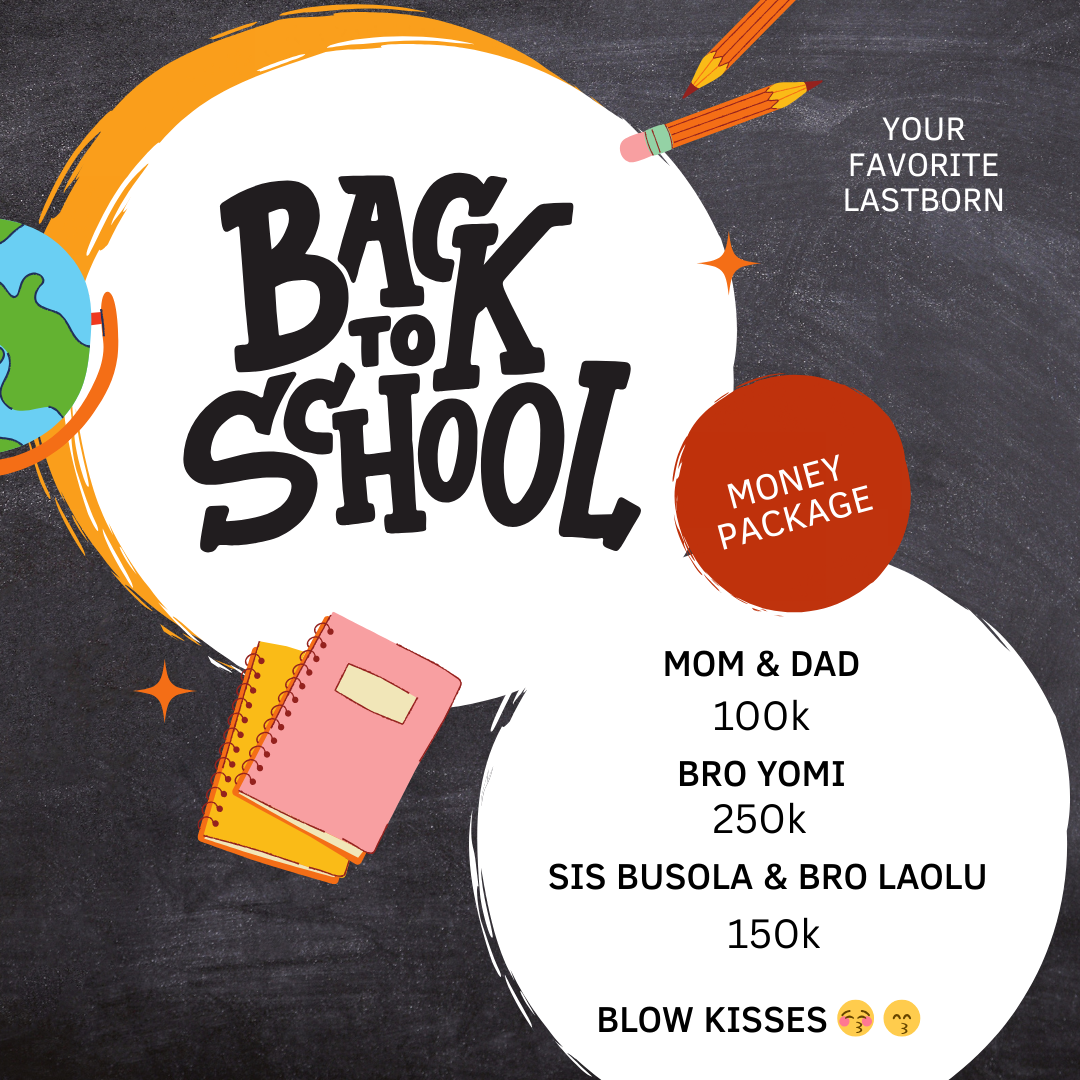 BACK
TO
SCHOOL
YOUR
FAVORITE
LASTBORN
MONEY
PACKAGE
MOM & DAD
100k
BRO YOMI
250k
SIS BUSOLA & BRO LAOLU
150k
BLOW KISSES 😚 😙